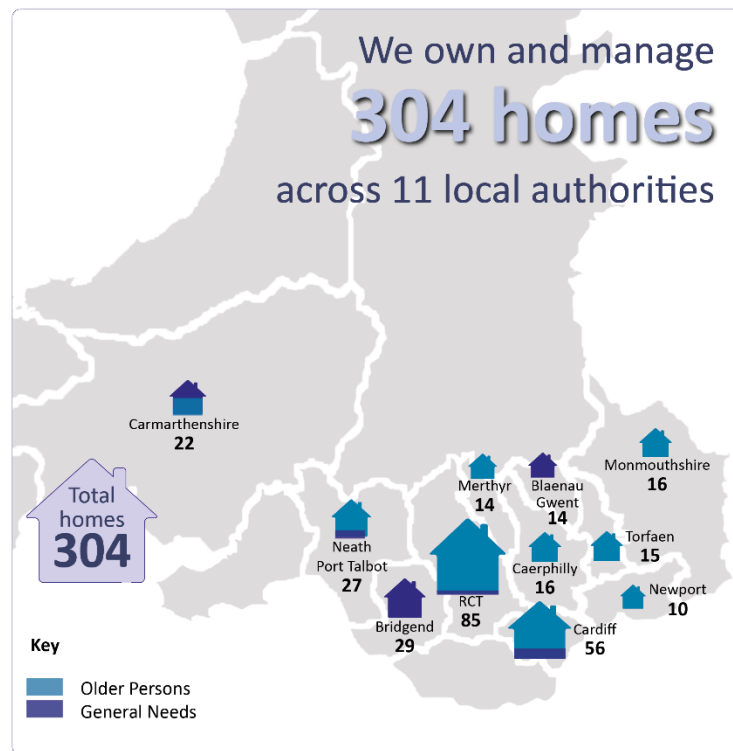 We own and manage
304 homes
across 11 local authorities
Carmarthenshire
22
Total
homes
304
Neath
Port Talbot
27
Bridgend
29
Merthyr
14
RCT
85
Blaenau
Gwent
14
Caerphilly
16
Cardiff
56
Monmouthshire
16
Torfaen
15
Newport
10
Key
Older Persons
General Needs